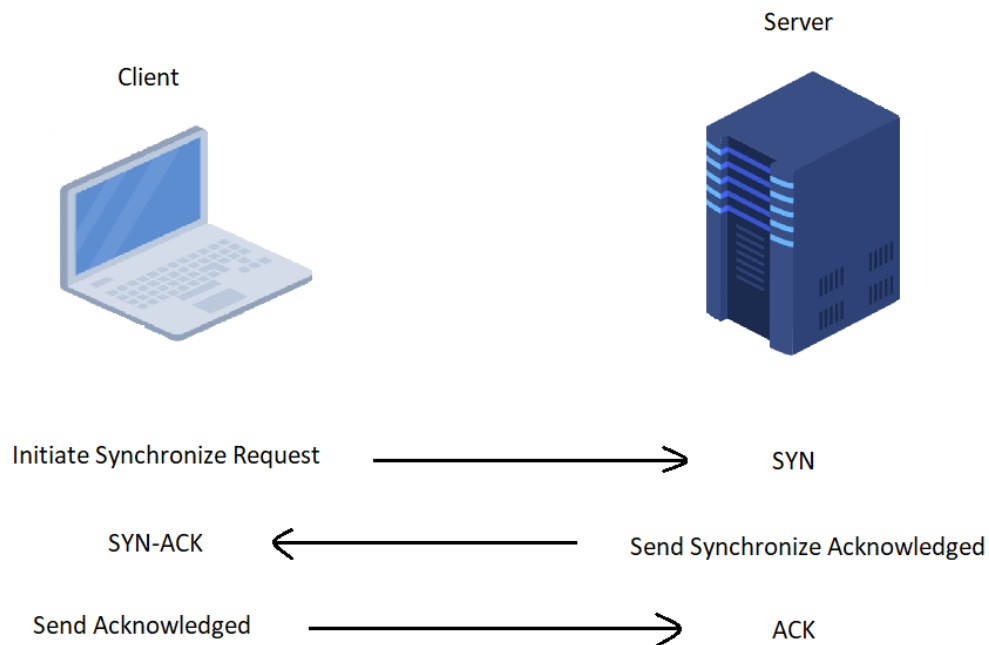 Server
Client
Initiate Synchronize Request
SYN
SYN-ACK
Send Synchronize Acknowledged
Send Acknowledged
ACK